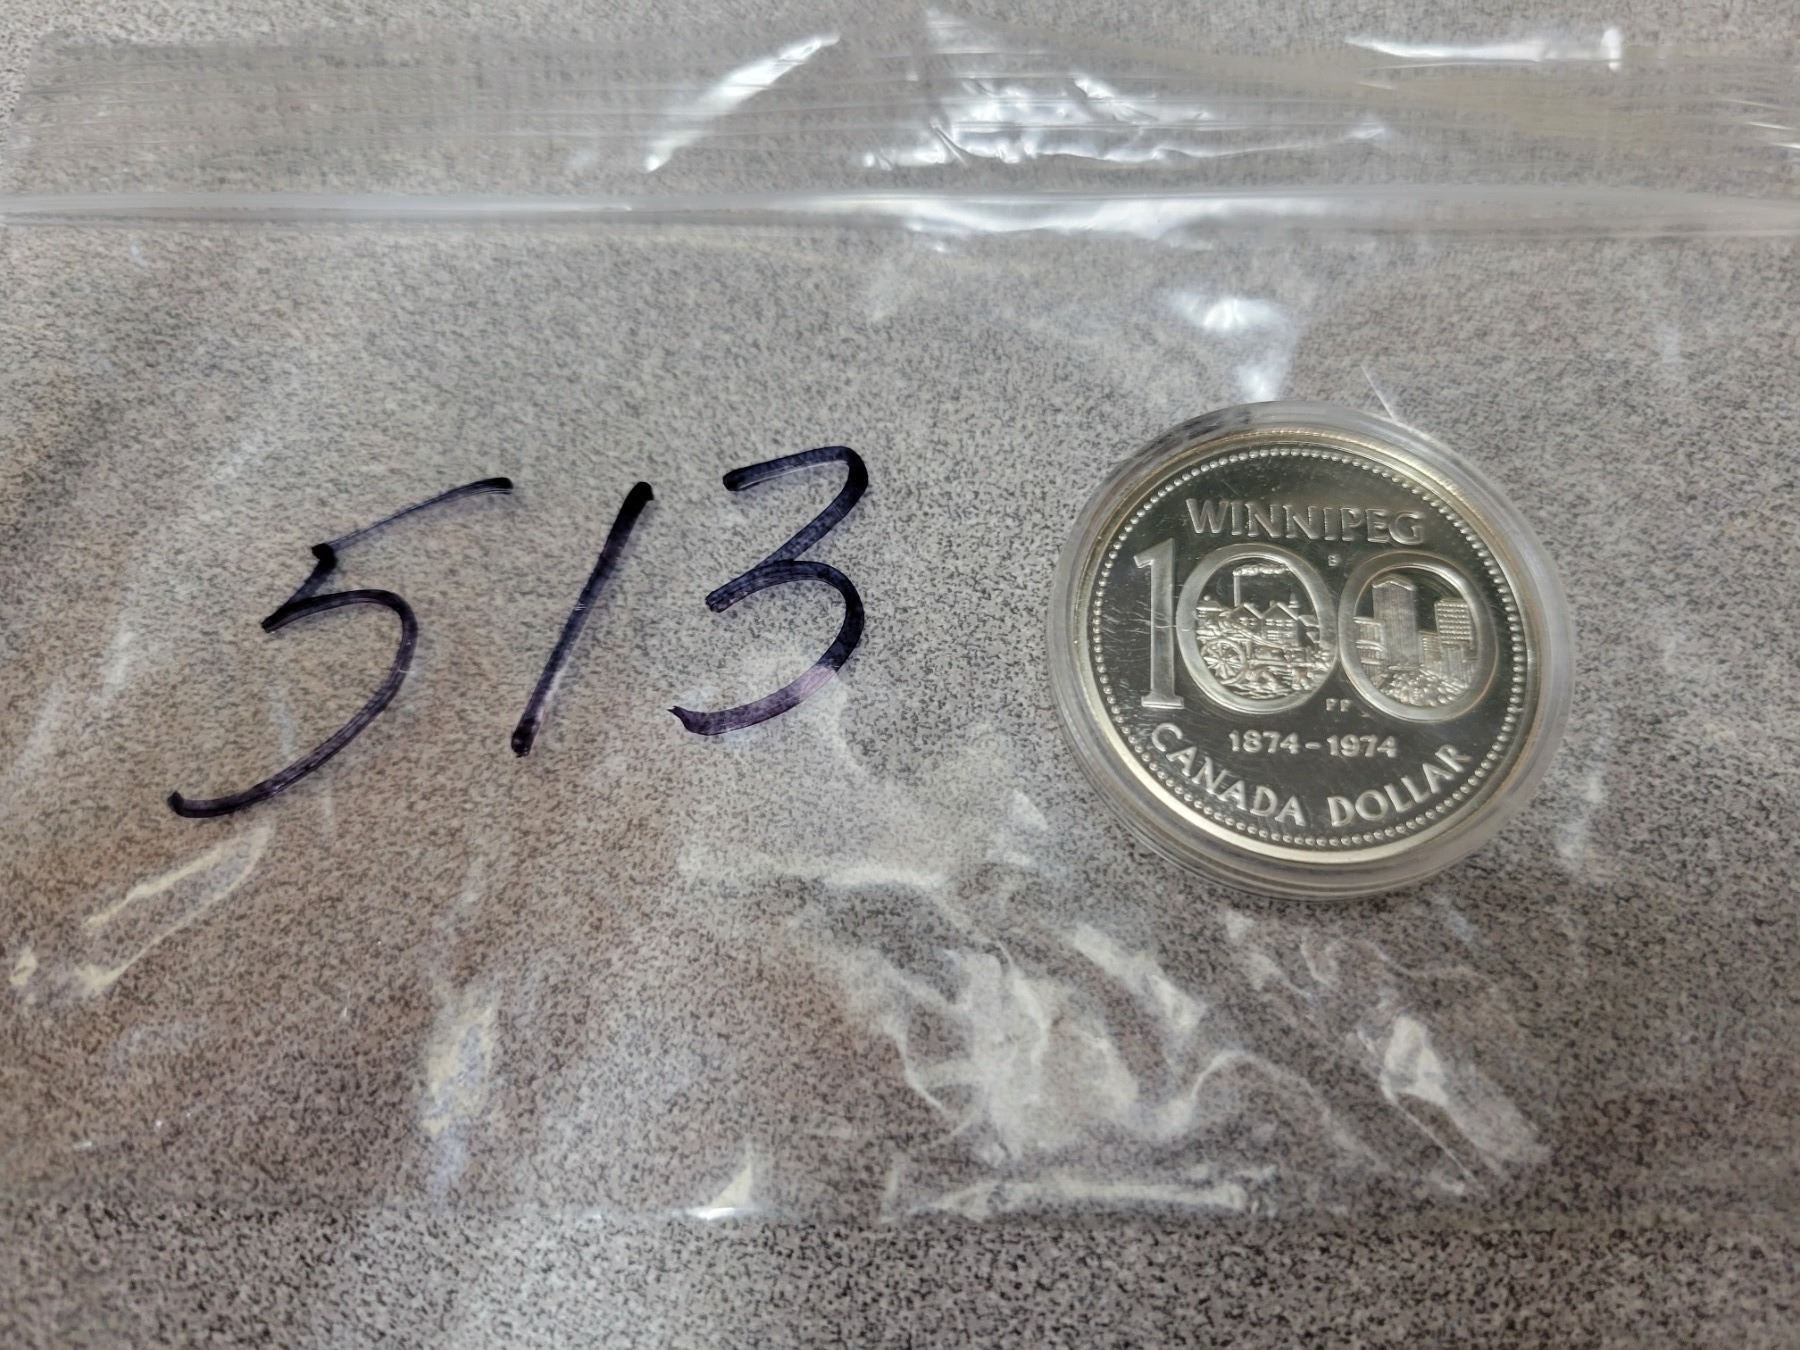 513
WINNIPEG
100
1874-1974
CANADA DOLLAR